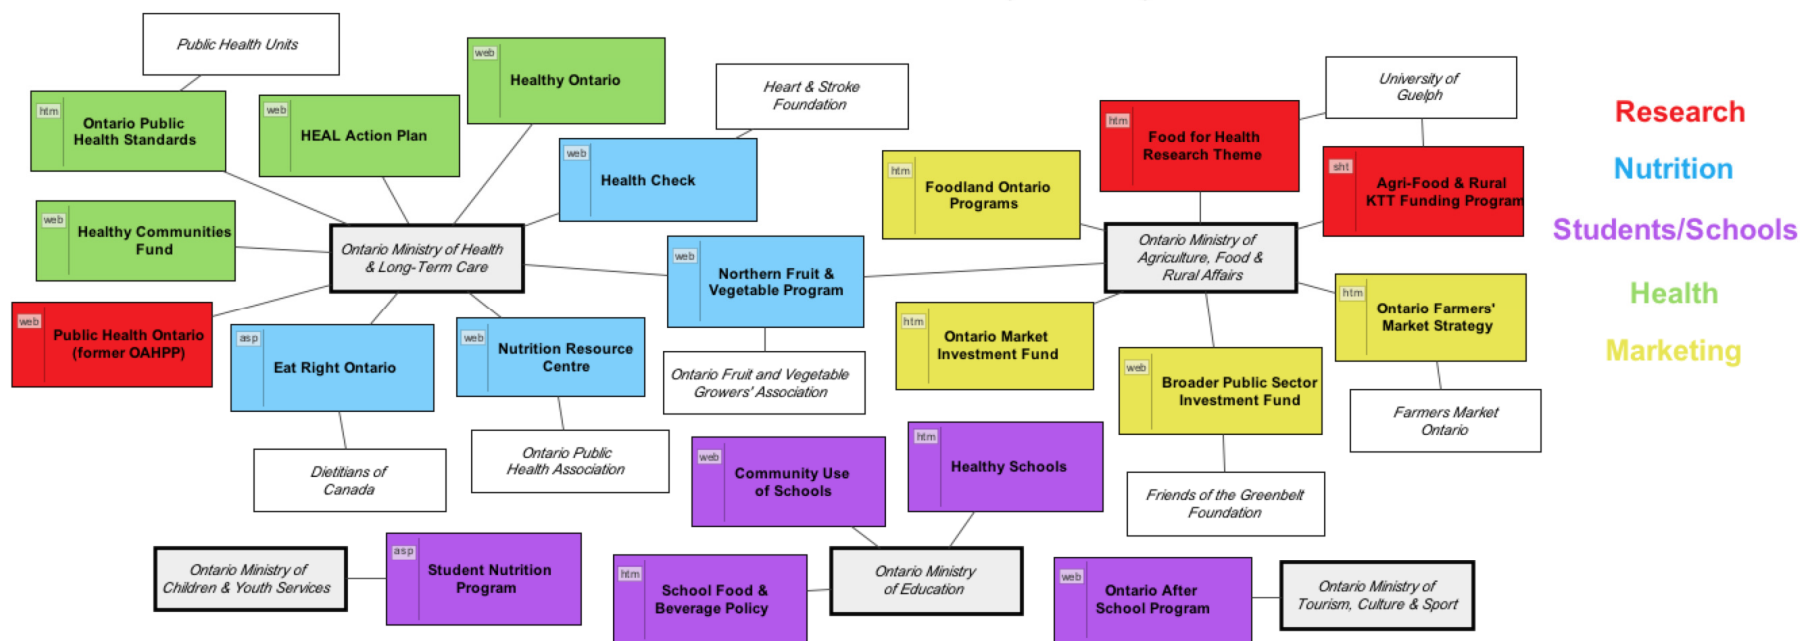 Public Health Units
web
Healthy Ontario
Heart & Stroke
Foundation
University of
Guelph
htm
Ontario Public
Health Standards
web
HEAL Action Plan
web
Health Check
htm
Food for Health
Research Theme
Research
htm
Foodland Ontario
Programs
sht
Agri-Food & Rural
KTT Funding Program
Nutrition
web
Healthy Communities
Fund
Ontario Ministry of Health
& Long-Term Care
web
Northern Fruit &
Vegetable Program
Ontario Ministry of
Agriculture, Food &
Rural Affairs
Students/Schools
htm
Ontario Farmers'
Market Strategy
Health
web
Public Health Ontario
(former OAHPP)
asp
Eat Right Ontario
web
Nutrition Resource
Centre
htm
Ontario Market
Investment Fund
Marketing
Ontario Fruit and Vegetable
Growers' Association
web
Broader Public Sector
Investment Fund
Farmers Market
Ontario
Dietitians of
Canada
Ontario Public
Health Association
web
Community Use
of Schools
htm
Healthy Schools
Friends of the Greenbelt
Foundation
Ontario Ministry of
Children & Youth Services
asp
Student Nutrition
Program
htm
School Food &
Beverage Policy
Ontario Ministry
of Education
web
Ontario After
School Program
Ontario Ministry of
Tourism, Culture & Sport